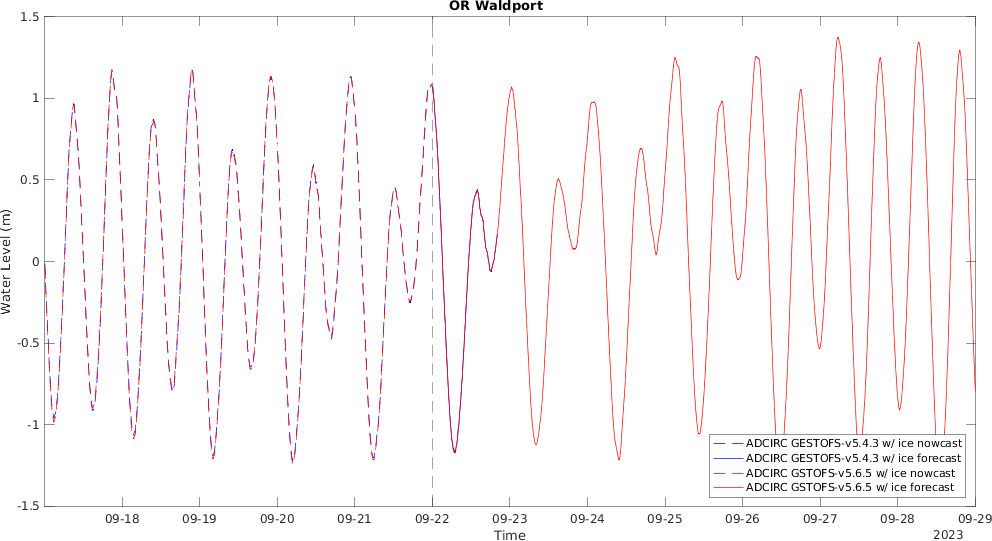 OR Waldport
1.5
1
0.5
0
-0.5
-1
-1.5
Water Level (m)
ADCIRC GESTOFS-v5.4.3 w/ ice nowcast
ADCIRC GESTOFS-v5.4.3 w/ ice forecast
ADCIRC GSTOFS-v5.6.5 w/ ice nowcast
ADCIRC GSTOFS-v5.6.5 w/ ice forecast
09-18 09-19 09-20 09-21 09-22 09-23 09-24 09-25 09-26 09-27 09-28 09-29
Time
2023